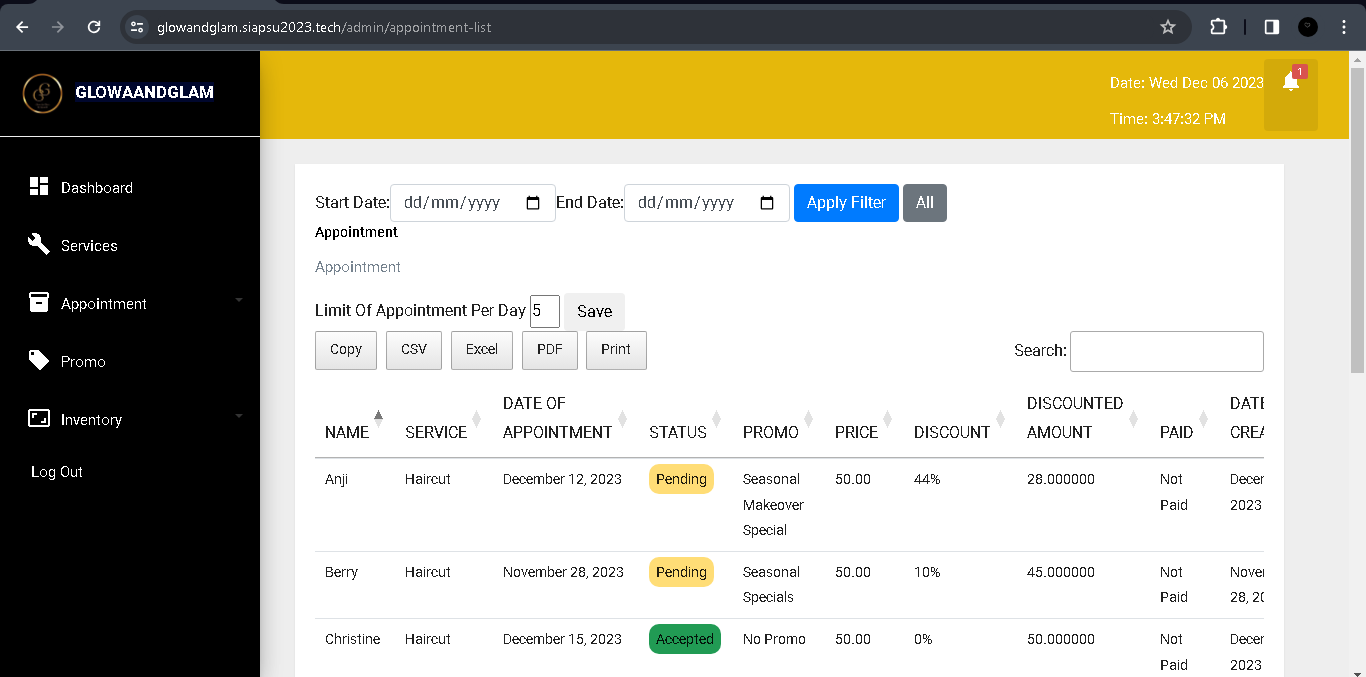 glowandglam.siapsu2023.tech/admin/appointment-list
GLOWAANDGLAM
Date: Wed Dec 06 2023
1
Time: 3:47:32 PM
Dashboard
Services
Appointment
Promo
Inventory
Log Out
Start Date: dd/mm/yyyy End Date: dd/mm/yyyy Apply Filter All
Appointment
Appointment
Limit Of Appointment Per Day 5 Save
Copy CSV Excel PDF Print Search:
NAME SERVICE DATE OF APPOINTMENT STATUS PROMO PRICE DISCOUNT DISCOUNTED AMOUNT PAID DATE
Anji Haircut December 12, 2023 Pending Seasonal 50.00 44% 28.000000 Not
Makeover Paid 2023
Special
Berry Haircut November 28, 2023 Pending Seasonal 50.00 10% 45.000000 Not
Specials Paid 28,
Christine Haircut December 15, 2023 Accepted No Promo 50.00 0% 50.000000 Not
Paid 2023